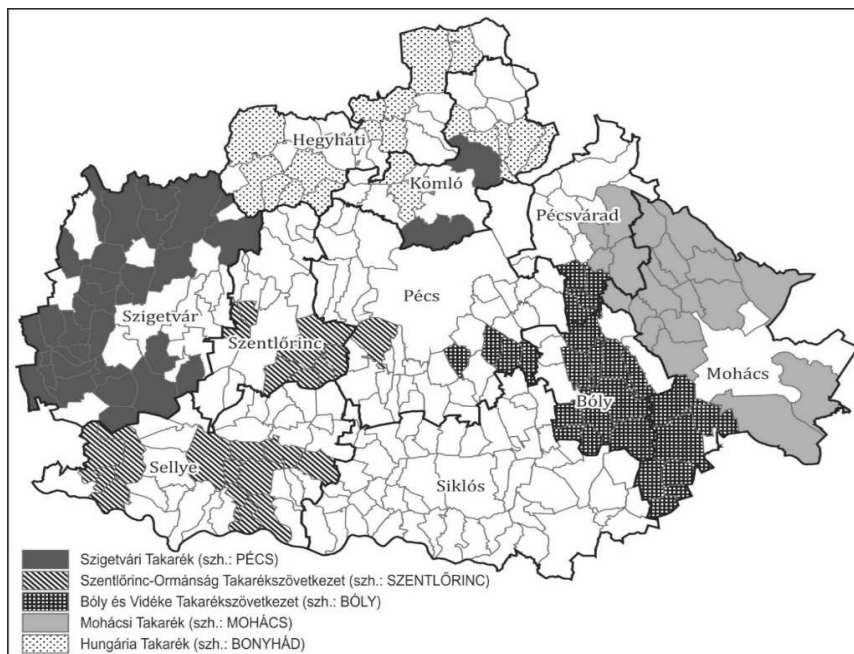 Hegyháti
Komló
Pécsvárad
Pécs
Szigetvár
Szentlőrinc
Mohács
Bóly
Sellye
Siklós
Szigetvári Takarék (szh.: PÉCS)
Szentlőrinc-Ormánság Takarékszövetkezet (szh.: SZENTLŐRINC)
Bóly és Vidéke Takarékszövetkezet (szh.: BÓLY)
Mohácsi Takarék (szh.: MOHÁCS)
Hungária Takarék (szh.: BONYHÁD)